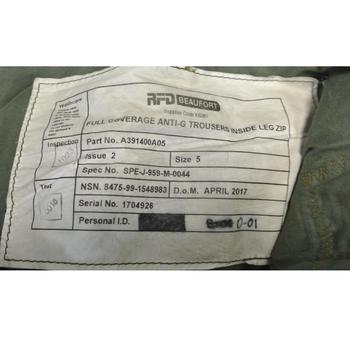 RFD BEAUFORT
FULL COVERAGE ANTI-G TROUSERS INSIDE LEG ZIP
Inspection
Part No. A391400A05
Issue 2
Size 5
Spec No. SPE-J-959-M-0044
Test
NSN. 8475-99-1548983
D.o.M. APRIL 2017
Serial No. 1704926
Personal I.D.
0-01